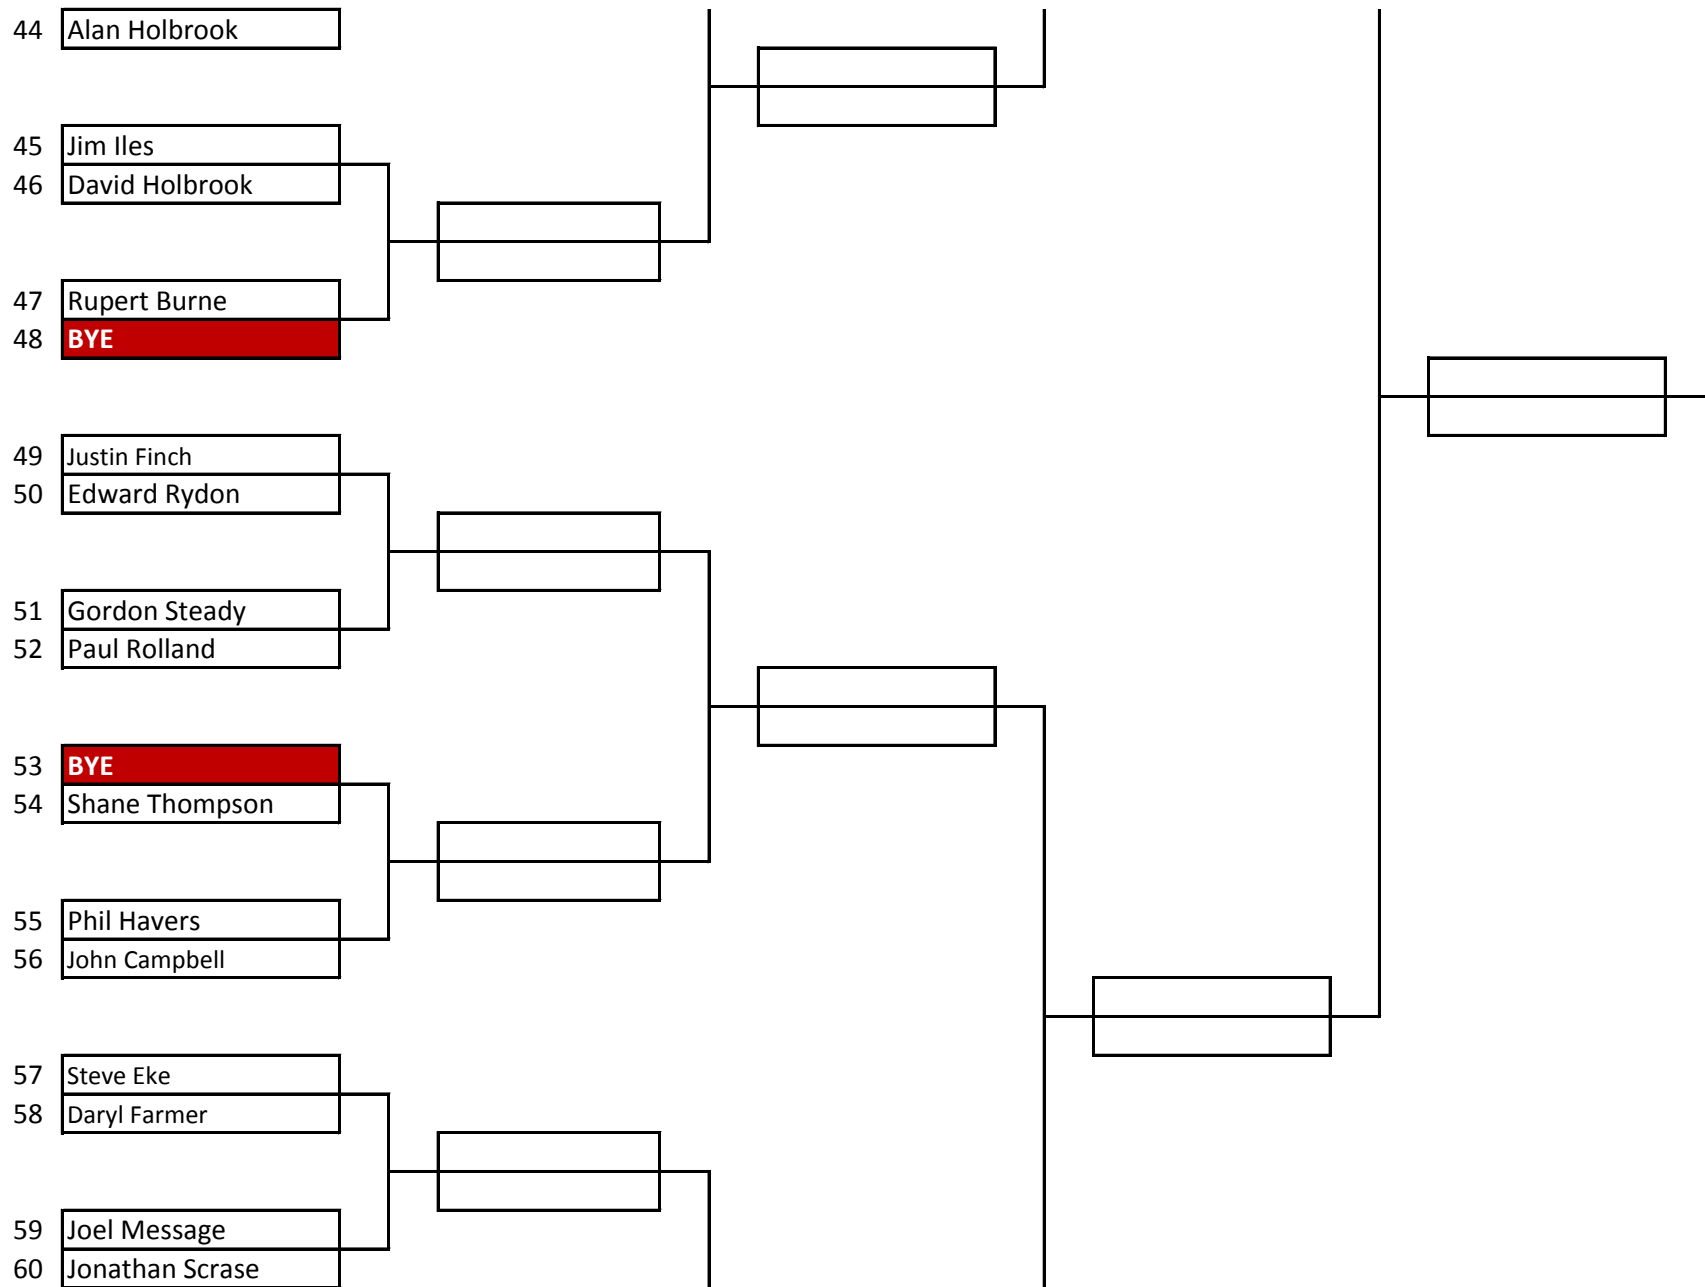 44 Alan Holbrook
45 Jim Iles
46 David Holbrook
47 Rupert Burne
48 BYE
49 Justin Finch
50 Edward Rydon
51 Gordon Steady
52 Paul Rolland
53 BYE
54 Shane Thompson
55 Phil Havers
56 John Campbell
57 Steve Eke
58 Daryl Farmer
59 Joel Message
60 Jonathan Scrase